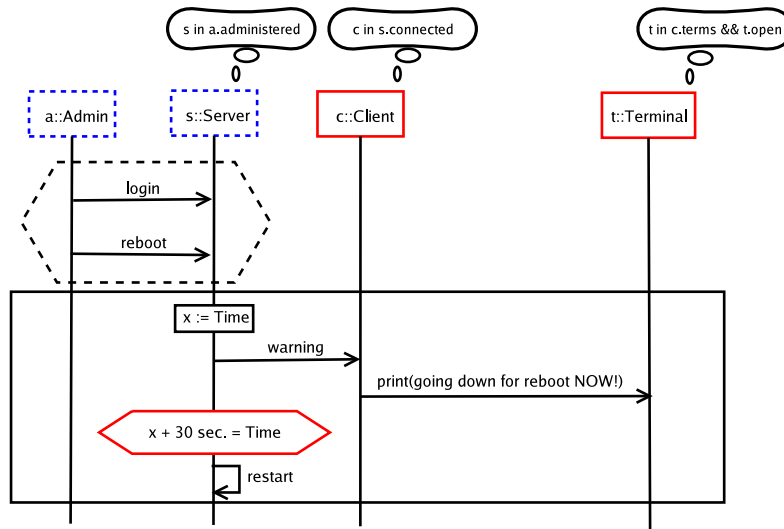 s in a.administered
c in s.connected
t in c.terms && t.open
a::Admin
s::Server
c::Client
t::Terminal
login
reboot
x := Time
warning
print(going down for reboot NOW!)
x + 30 sec. = Time
restart